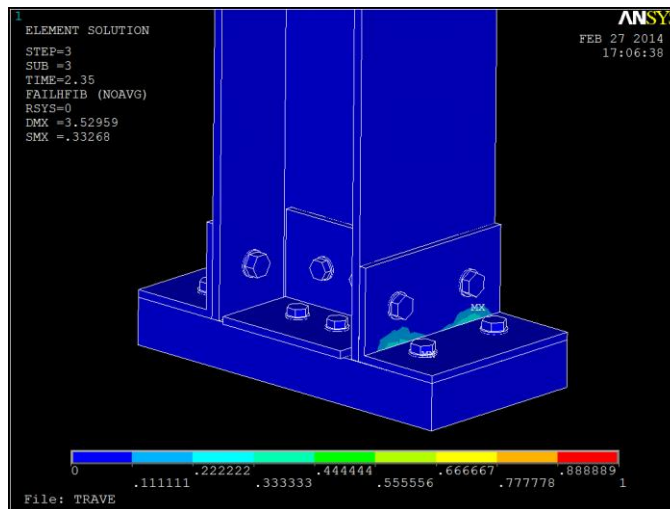 1
ANSYS
ELEMENT SOLUTION
FEB 27 2014
17:06:38
STEP=3
SUB =3
TIME=2.35
FAILHFIB (NOAVG)
RSYS=0
DMX =3.52959
SMX =.33268
MX
MN
0 .222222 .444444 .666667 .888889
.111111 .333333 .555556 .777778 1
File: TRAVE